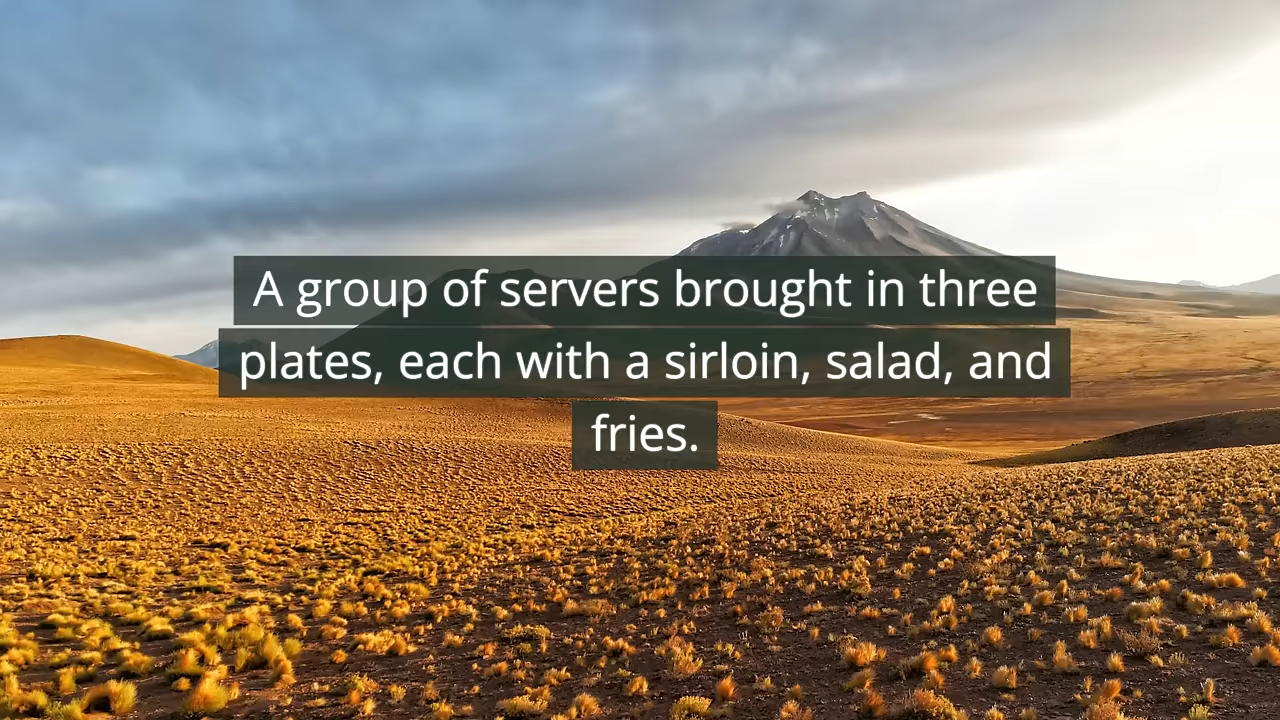 A group of servers brought in three
plates, each with a sirloin, salad, and
fries.